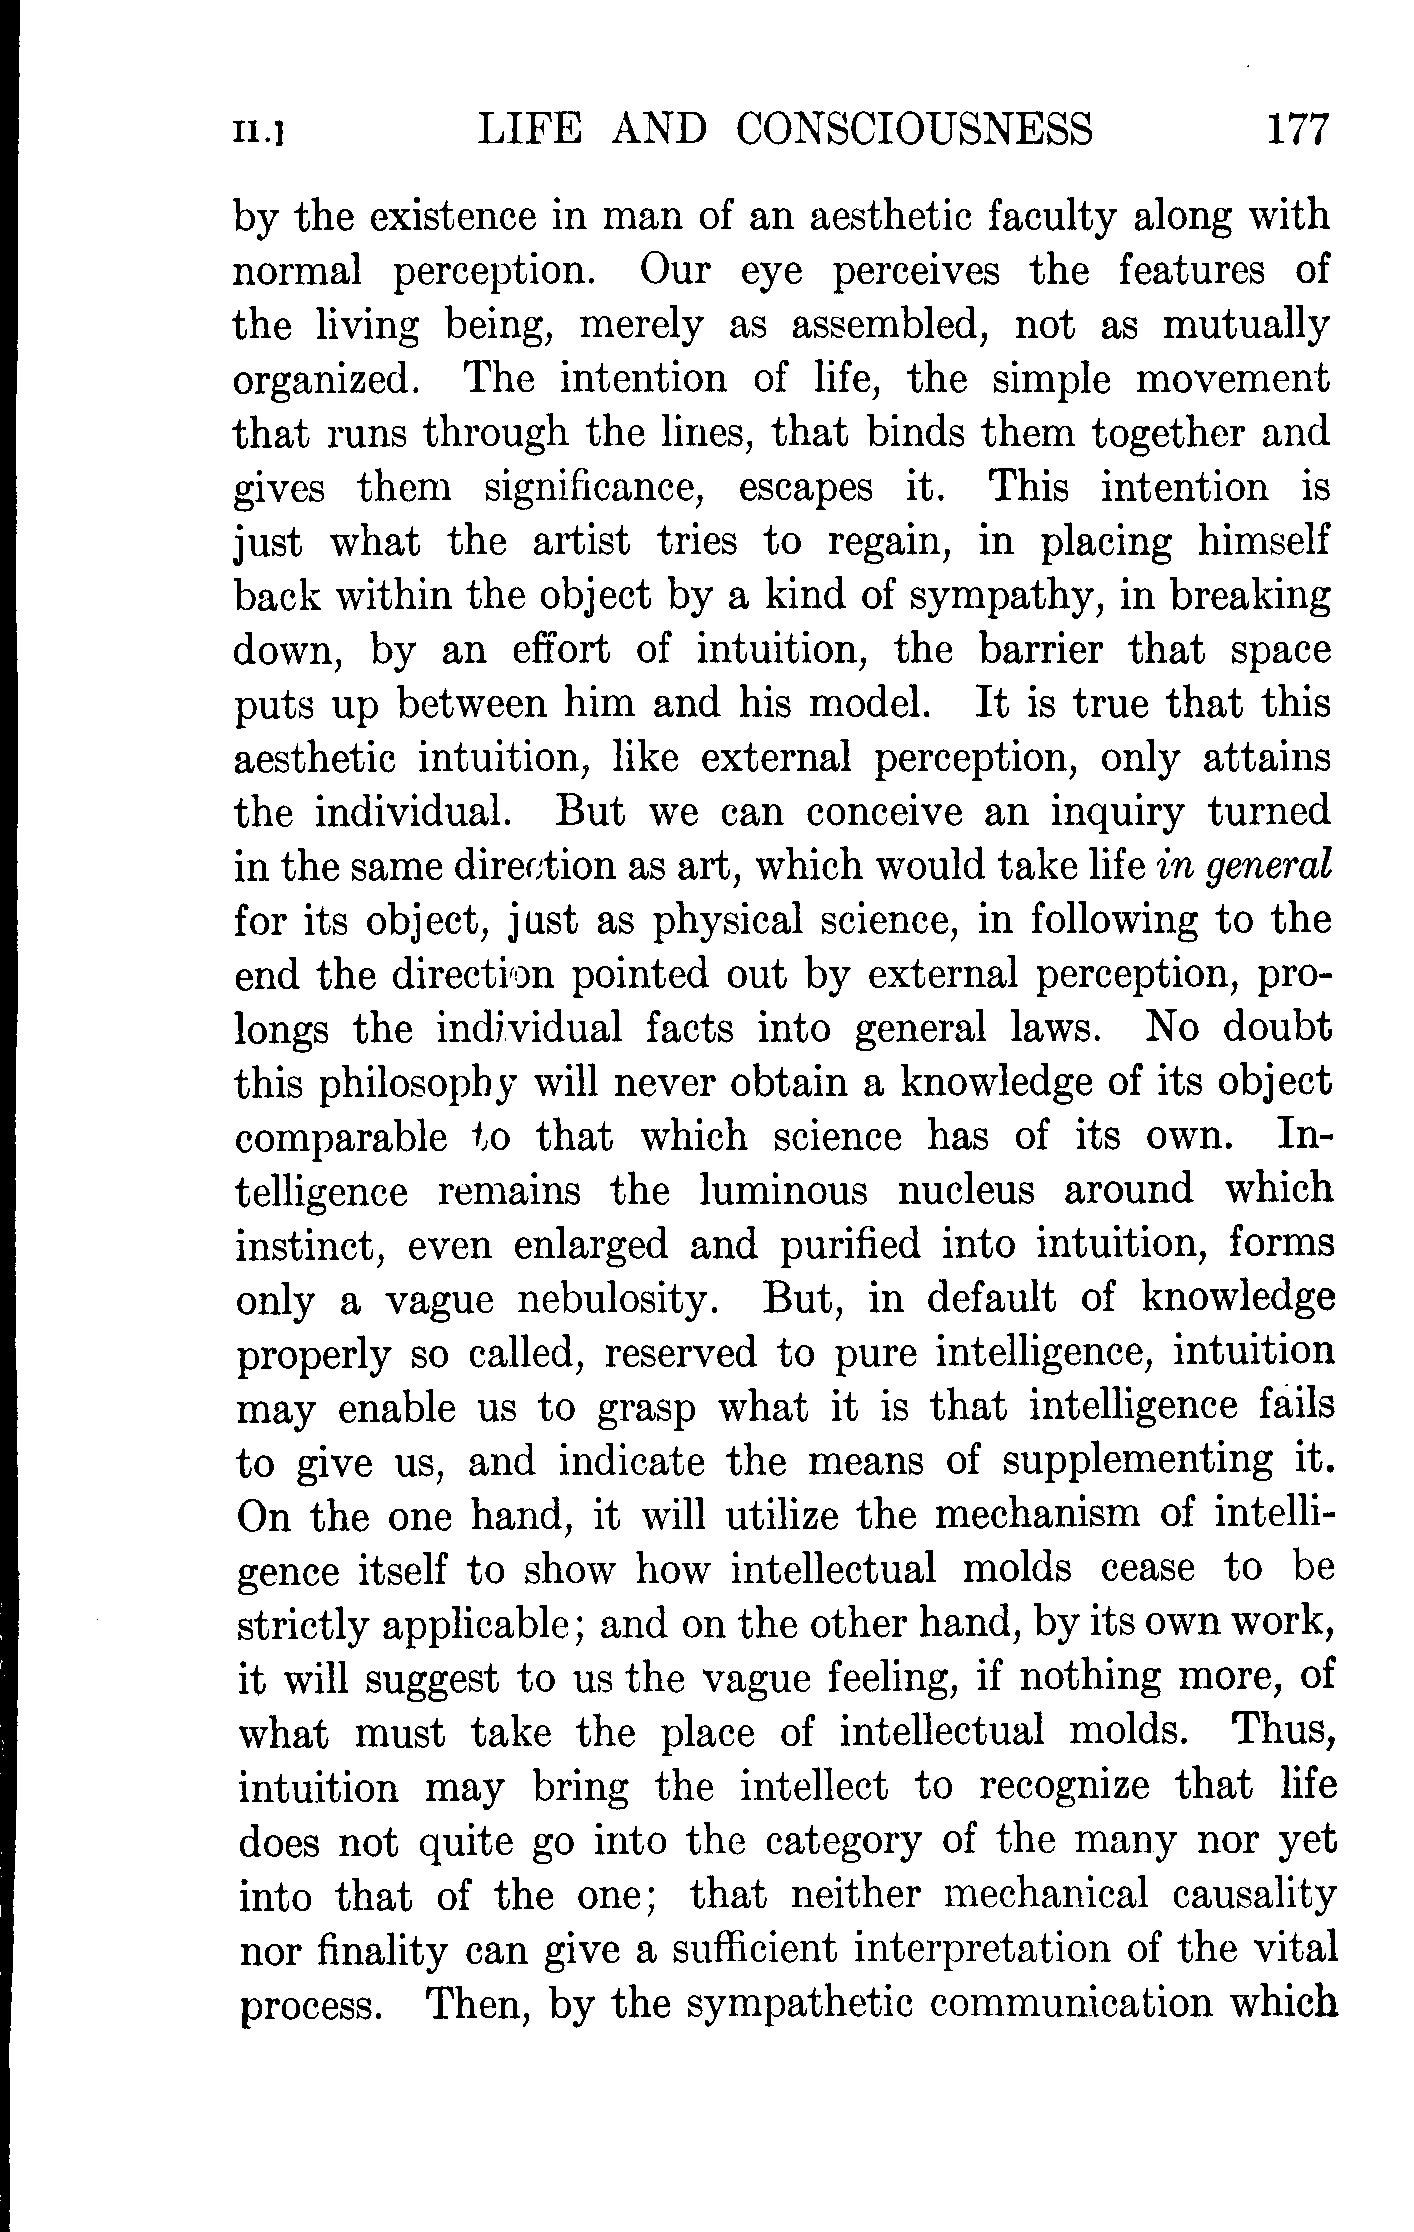 II.] LIFE AND CONSCIOUSNESS 177
by the existence in man of an aesthetic faculty along with
normal perception. Our eye perceives the features of
the living being, merely as assembled, not as mutually
organized. The intention of life, the simple movement
that runs through the lines, that binds them together and
gives them significance, escapes it. This intention is
just what the artist tries to regain, in placing himself
back within the object by a kind of sympathy, in breaking
down, by an effort of intuition, the barrier that space
puts up between him and his model. It is true that this
aesthetic intuition, like external perception, only attains
the individual. But we can conceive an inquiry turned
in the same direction as art, which would take life in general
for its object, just as physical science, in following to the
end the direction pointed out by external perception, pro-
longs the individual facts into general laws. No doubt
this philosophy will never obtain a knowledge of its object
comparable to that which science has of its own. In-
telligence remains the luminous nucleus around which
instinct, even enlarged and purified into intuition, forms
only a vague nebulosity. But, in default of knowledge
properly so called, reserved to pure intelligence, intuition
may enable us to grasp what it is that intelligence fails
to give us, and indicate the means of supplementing it.
On the one hand, it will utilize the mechanism of intelli-
gence itself to show how intellectual molds cease to be
strictly applicable; and on the other hand, by its own work,
it will suggest to us the vague feeling, if nothing more, of
what must take the place of intellectual molds. Thus,
intuition may bring the intellect to recognize that life
does not quite go into the category of the many nor yet
into that of the one; that neither mechanical causality
nor finality can give a sufficient interpretation of the vital
process. Then, by the sympathetic communication which